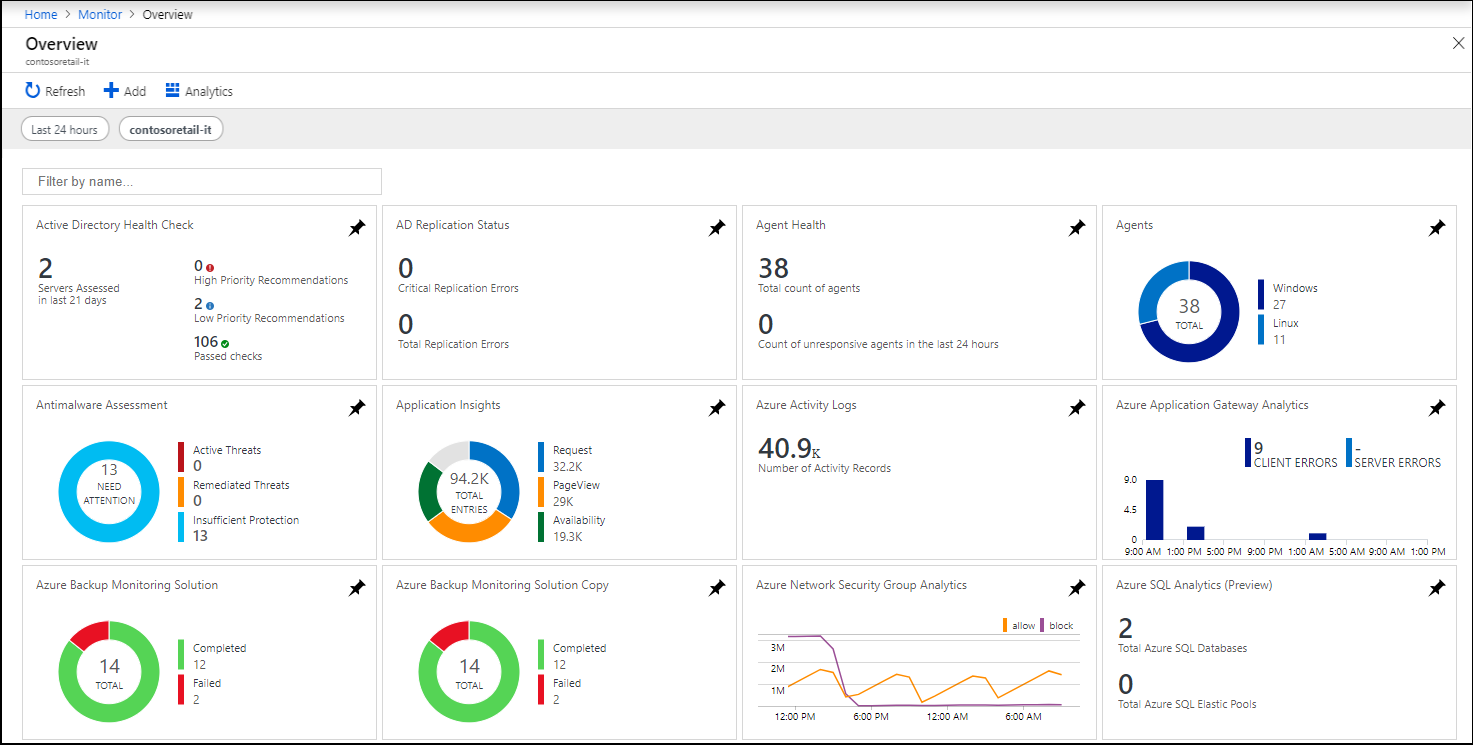 Home > Monitor > Overview
Overview
contosoretail-it
Refresh Add Analytics
Last 24 hours contosoretail-it
Filter by name...
Active Directory Health Check
2
Servers Assessed
in last 21 days
0
High Priority Recommendations
2
Low Priority Recommendations
106
Passed checks
AD Replication Status
0
Critical Replication Errors
0
Total Replication Errors
Agent Health
38
Total count of agents
0
Count of unresponsive agents in the last 24 hours
Agents
38
TOTAL
Windows
27
Linux
11
Antimalware Assessment
13
NEED
ATTENTION
Active Threats
0
Remediated Threats
0
Insufficient Protection
13
Application Insights
94.2K
TOTAL
ENTRIES
Request
32.2K
PageView
29K
Availability
19.3K
Azure Activity Logs
40.9K
Number of Activity Records
Azure Application Gateway Analytics
9
CLIENT ERRORS
-
SERVER ERRORS
9.0
4.5
0
9:00 AM 1:00 PM 5:00 PM 9:00 PM 1:00 AM 5:00 AM 9:00 AM 1:00 PM
Azure Backup Monitoring Solution
14
TOTAL
Completed
12
Failed
2
Azure Backup Monitoring Solution Copy
14
TOTAL
Completed
12
Failed
2
Azure Network Security Group Analytics
allow block
3M
2M
1M
12:00 PM 6:00 PM 12:00 AM 6:00 AM
Azure SQL Analytics (Preview)
2
Total Azure SQL Databases
0
Total Azure SQL Elastic Pools